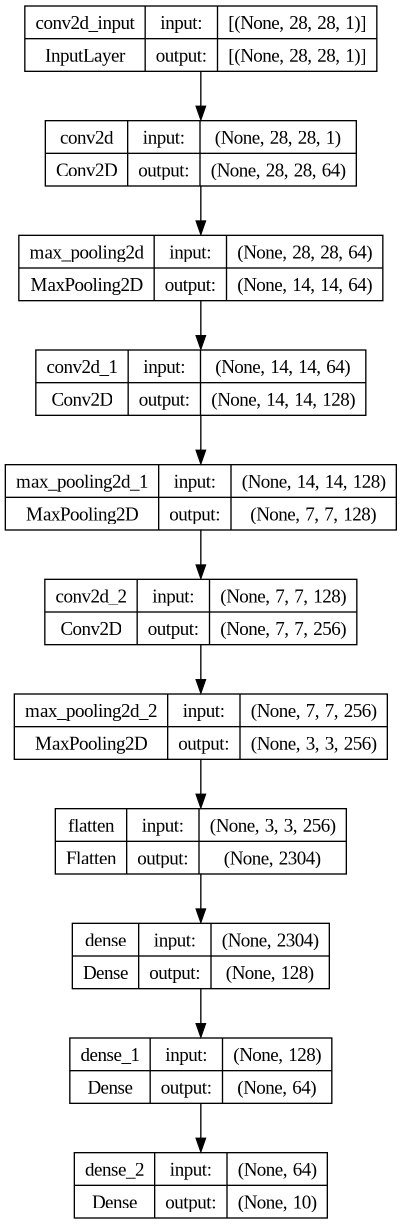 conv2d_input input: [(None, 28, 28, 1)]
InputLayer output: [(None, 28, 28, 1)]
conv2d input: (None, 28, 28, 1)
Conv2D output: (None, 28, 28, 64)
max_pooling2d input: (None, 28, 28, 64)
MaxPooling2D output: (None, 14, 14, 64)
conv2d_1 input: (None, 14, 14, 64)
Conv2D output: (None, 14, 14, 128)
max_pooling2d_1 input: (None, 14, 14, 128)
MaxPooling2D output: (None, 7, 7, 128)
conv2d_2 input: (None, 7, 7, 128)
Conv2D output: (None, 7, 7, 256)
max_pooling2d_2 input: (None, 7, 7, 256)
MaxPooling2D output: (None, 3, 3, 256)
flatten input: (None, 3, 3, 256)
Flatten output: (None, 2304)
dense input: (None, 2304)
Dense output: (None, 128)
dense_1 input: (None, 128)
Dense output: (None, 64)
dense_2 input: (None, 64)
Dense output: (None, 10)